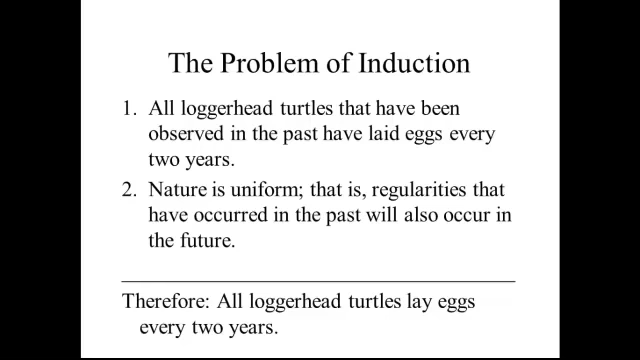 The Problem of Induction
1. All loggerhead turtles that have been
observed in the past have laid eggs every
two years.
2. Nature is uniform; that is, regularities that
have occurred in the past will also occur in
the future.
Therefore: All loggerhead turtles lay eggs
every two years.